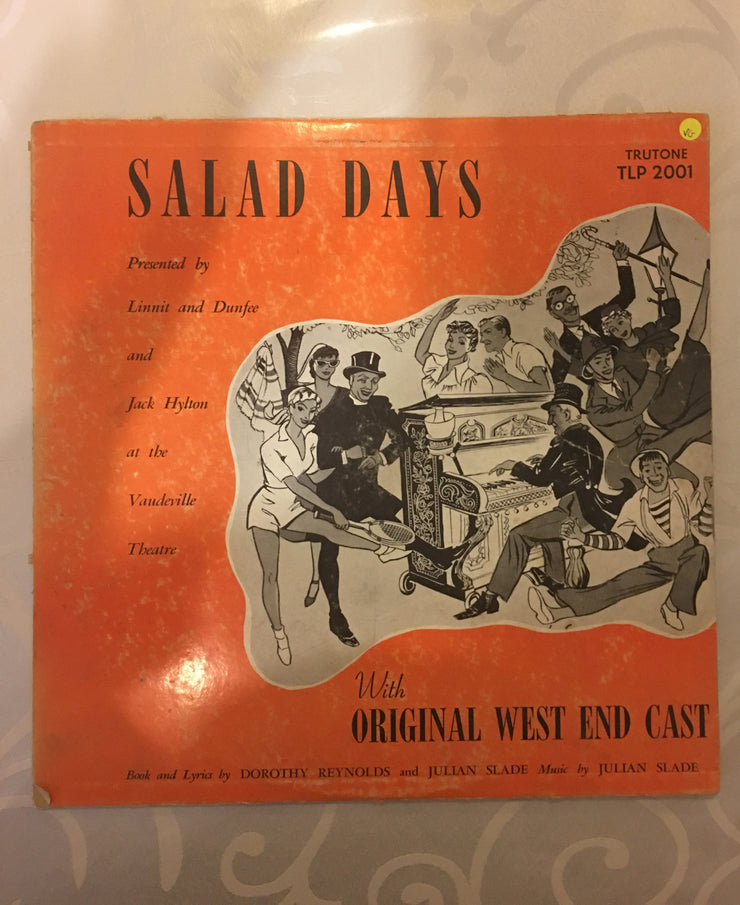 VG
TRUTONE
TLP 2001
SALAD DAYS
Presented by
Linnit and Dunfee
and
Jack Hylton
at the
Vaudeville
Theatre
With
ORIGINAL WEST END CAST
Book and Lyrics by DOROTHY REYNOLDS and JULIAN SLADE Music by JULIAN SLADE